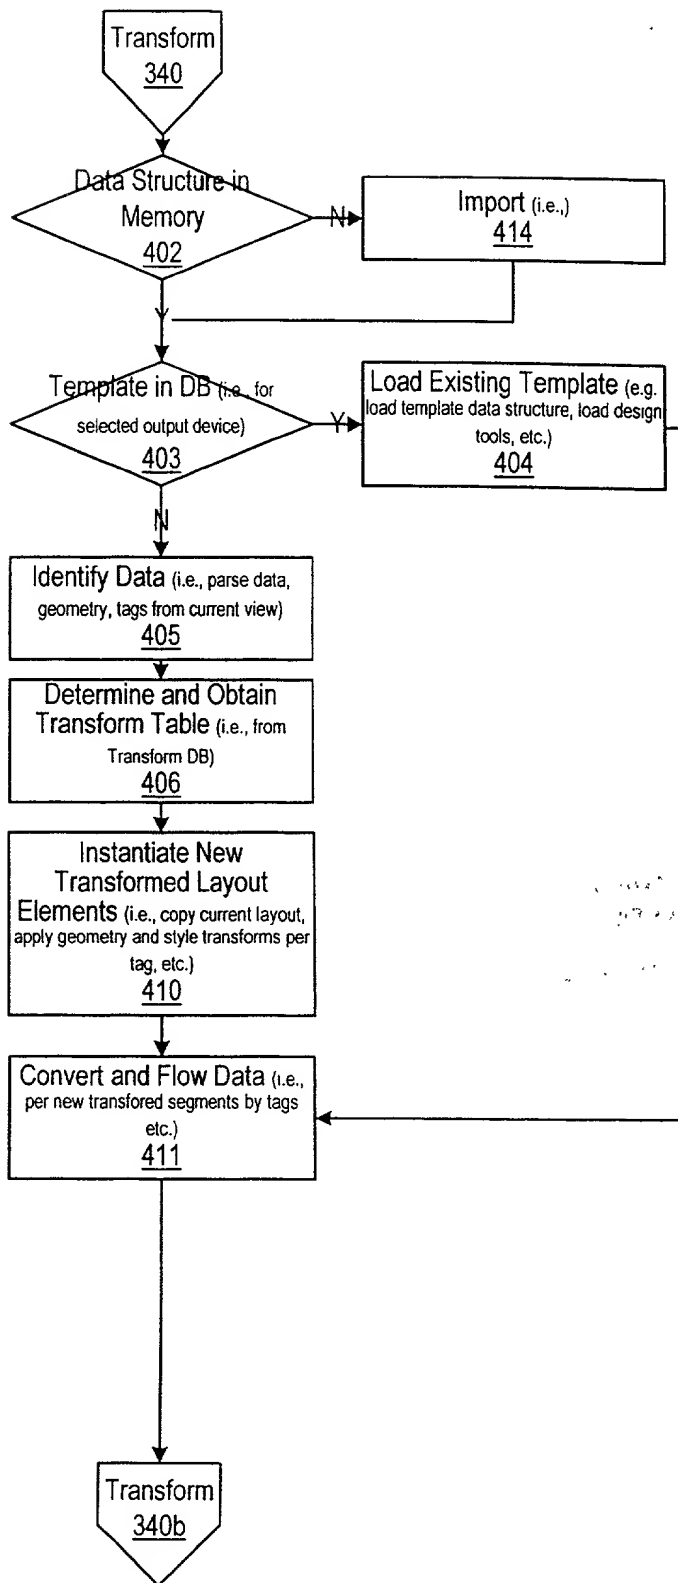 Transform
340
Data Structure in
Memory
402
N
Import (i.e.,)
414
Y
Template in DB (i.e., for
selected output device)
403
Y
Load Existing Template (e.g.
load template data structure, load design
tools, etc.)
404
N
Identify Data (i.e., parse data,
geometry, tags from current view)
405
Determine and Obtain
Transform Table (i.e., from
Transform DB)
406
Instantiate New
Transformed Layout
Elements (i.e., copy current layout,
apply geometry and style transforms per
tag, etc.)
410
Convert and Flow Data (i.e.,
per new transfored segments by tags
etc.)
411
Transform
340b